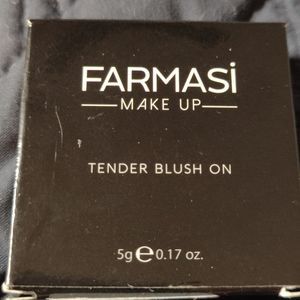 FARMASİ
MAKE UP
TENDER BLUSH ON
5g ℮ 0.17 oz.